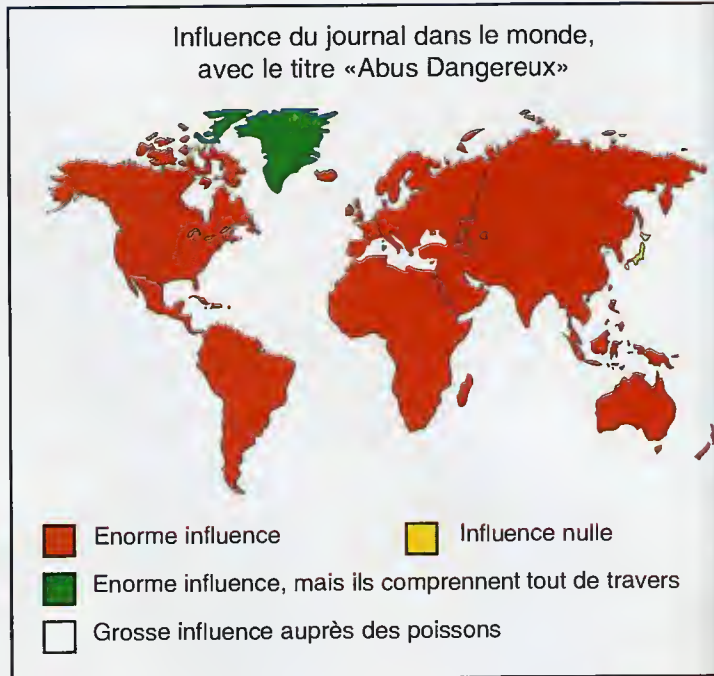 Influence du journal dans le monde,
avec le titre «Abus Dangereux»
Enorme influence
Influence nulle
Enorme influence, mais ils comprennent tout de travers
Grosse influence auprès des poissons